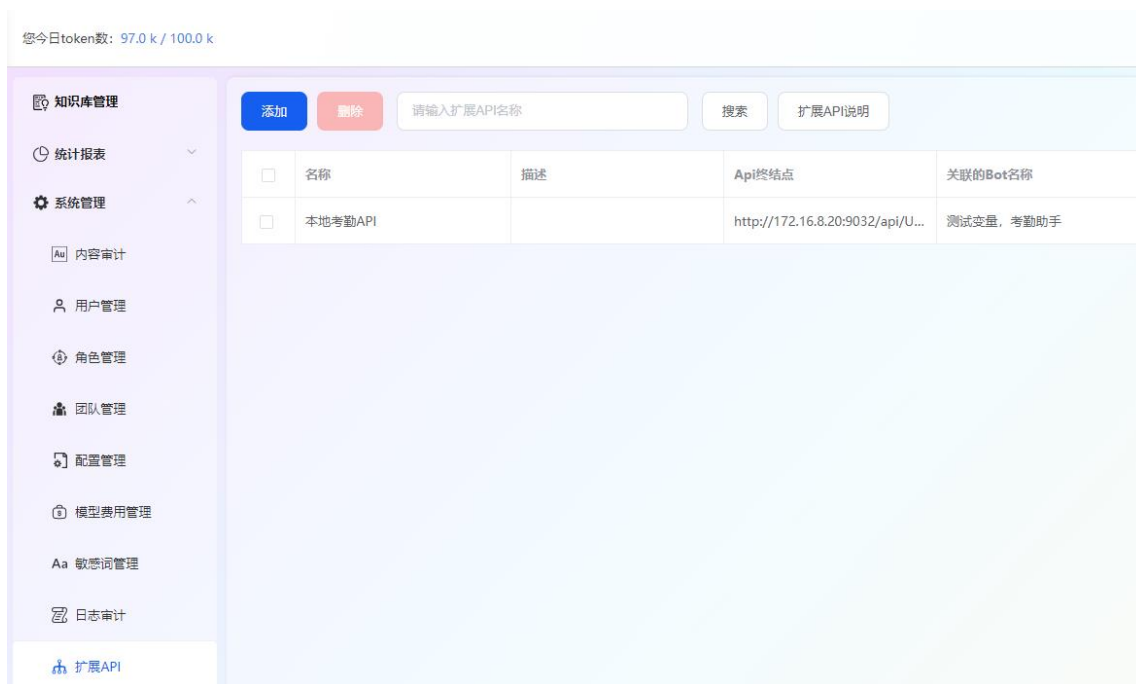 您今日token数：97.0 k / 100.0 k
知识库管理
统计报表
系统管理
内容审计
用户管理
角色管理
团队管理
配置管理
模型费用管理
Aa 敏感词管理
日志审计
扩展API
添加 删除 请输入扩展API名称 搜索 扩展API说明
名称 描述 Api终结点 关联的Bot名称
本地考勤API http://172.16.8.20:9032/api/U... 测试变量，考勤助手